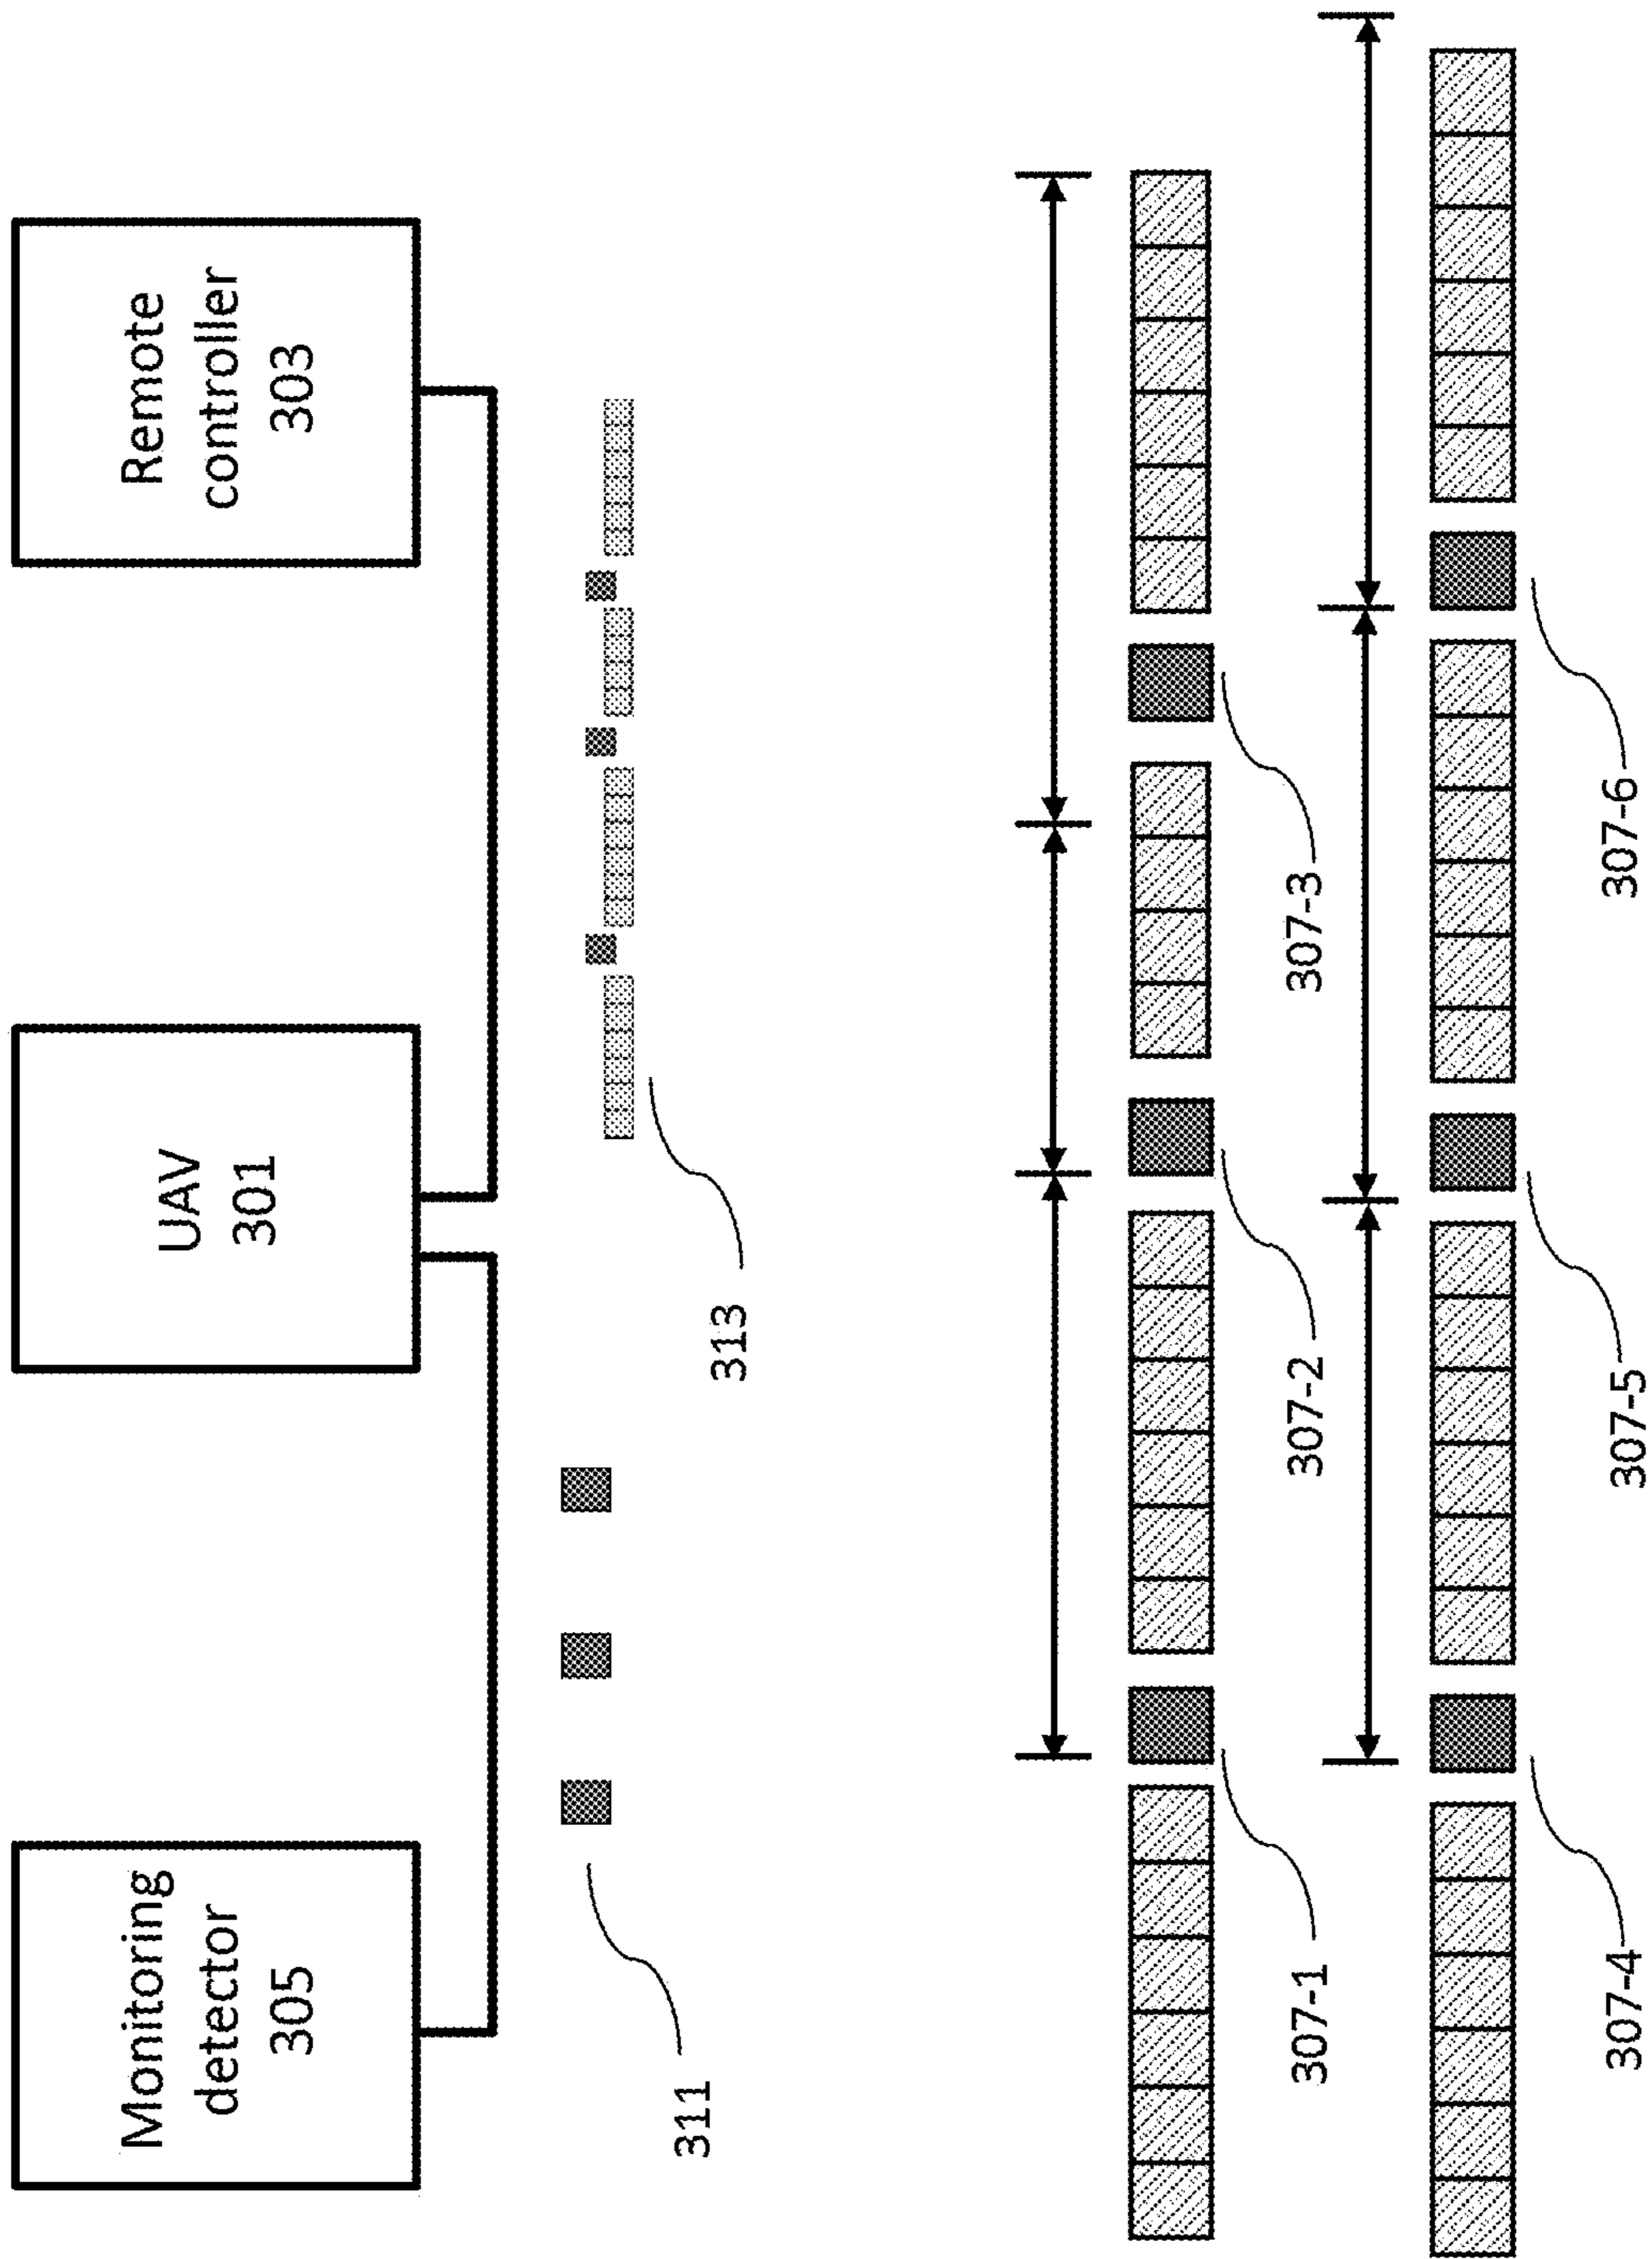 Monitoring
detector
305
UAV
301
Remote
controller
303
311
313
307-1
307-2
307-3
307-4
307-5
307-6